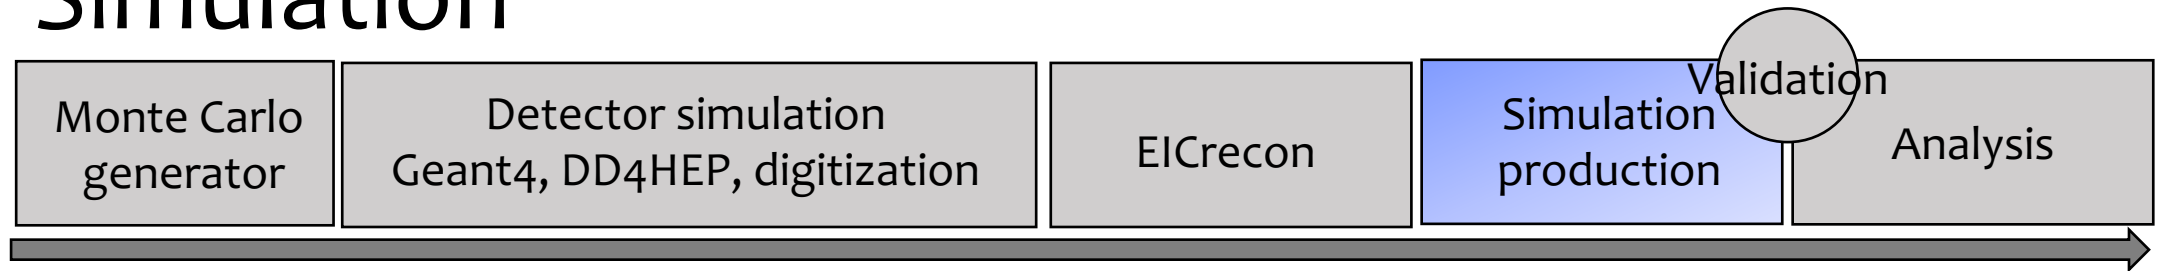 Simulation
Monte Carlo
generator
Detector simulation
Geant4, DD4HEP, digitization
EICrecon
Simulation
production
Validation
Analysis